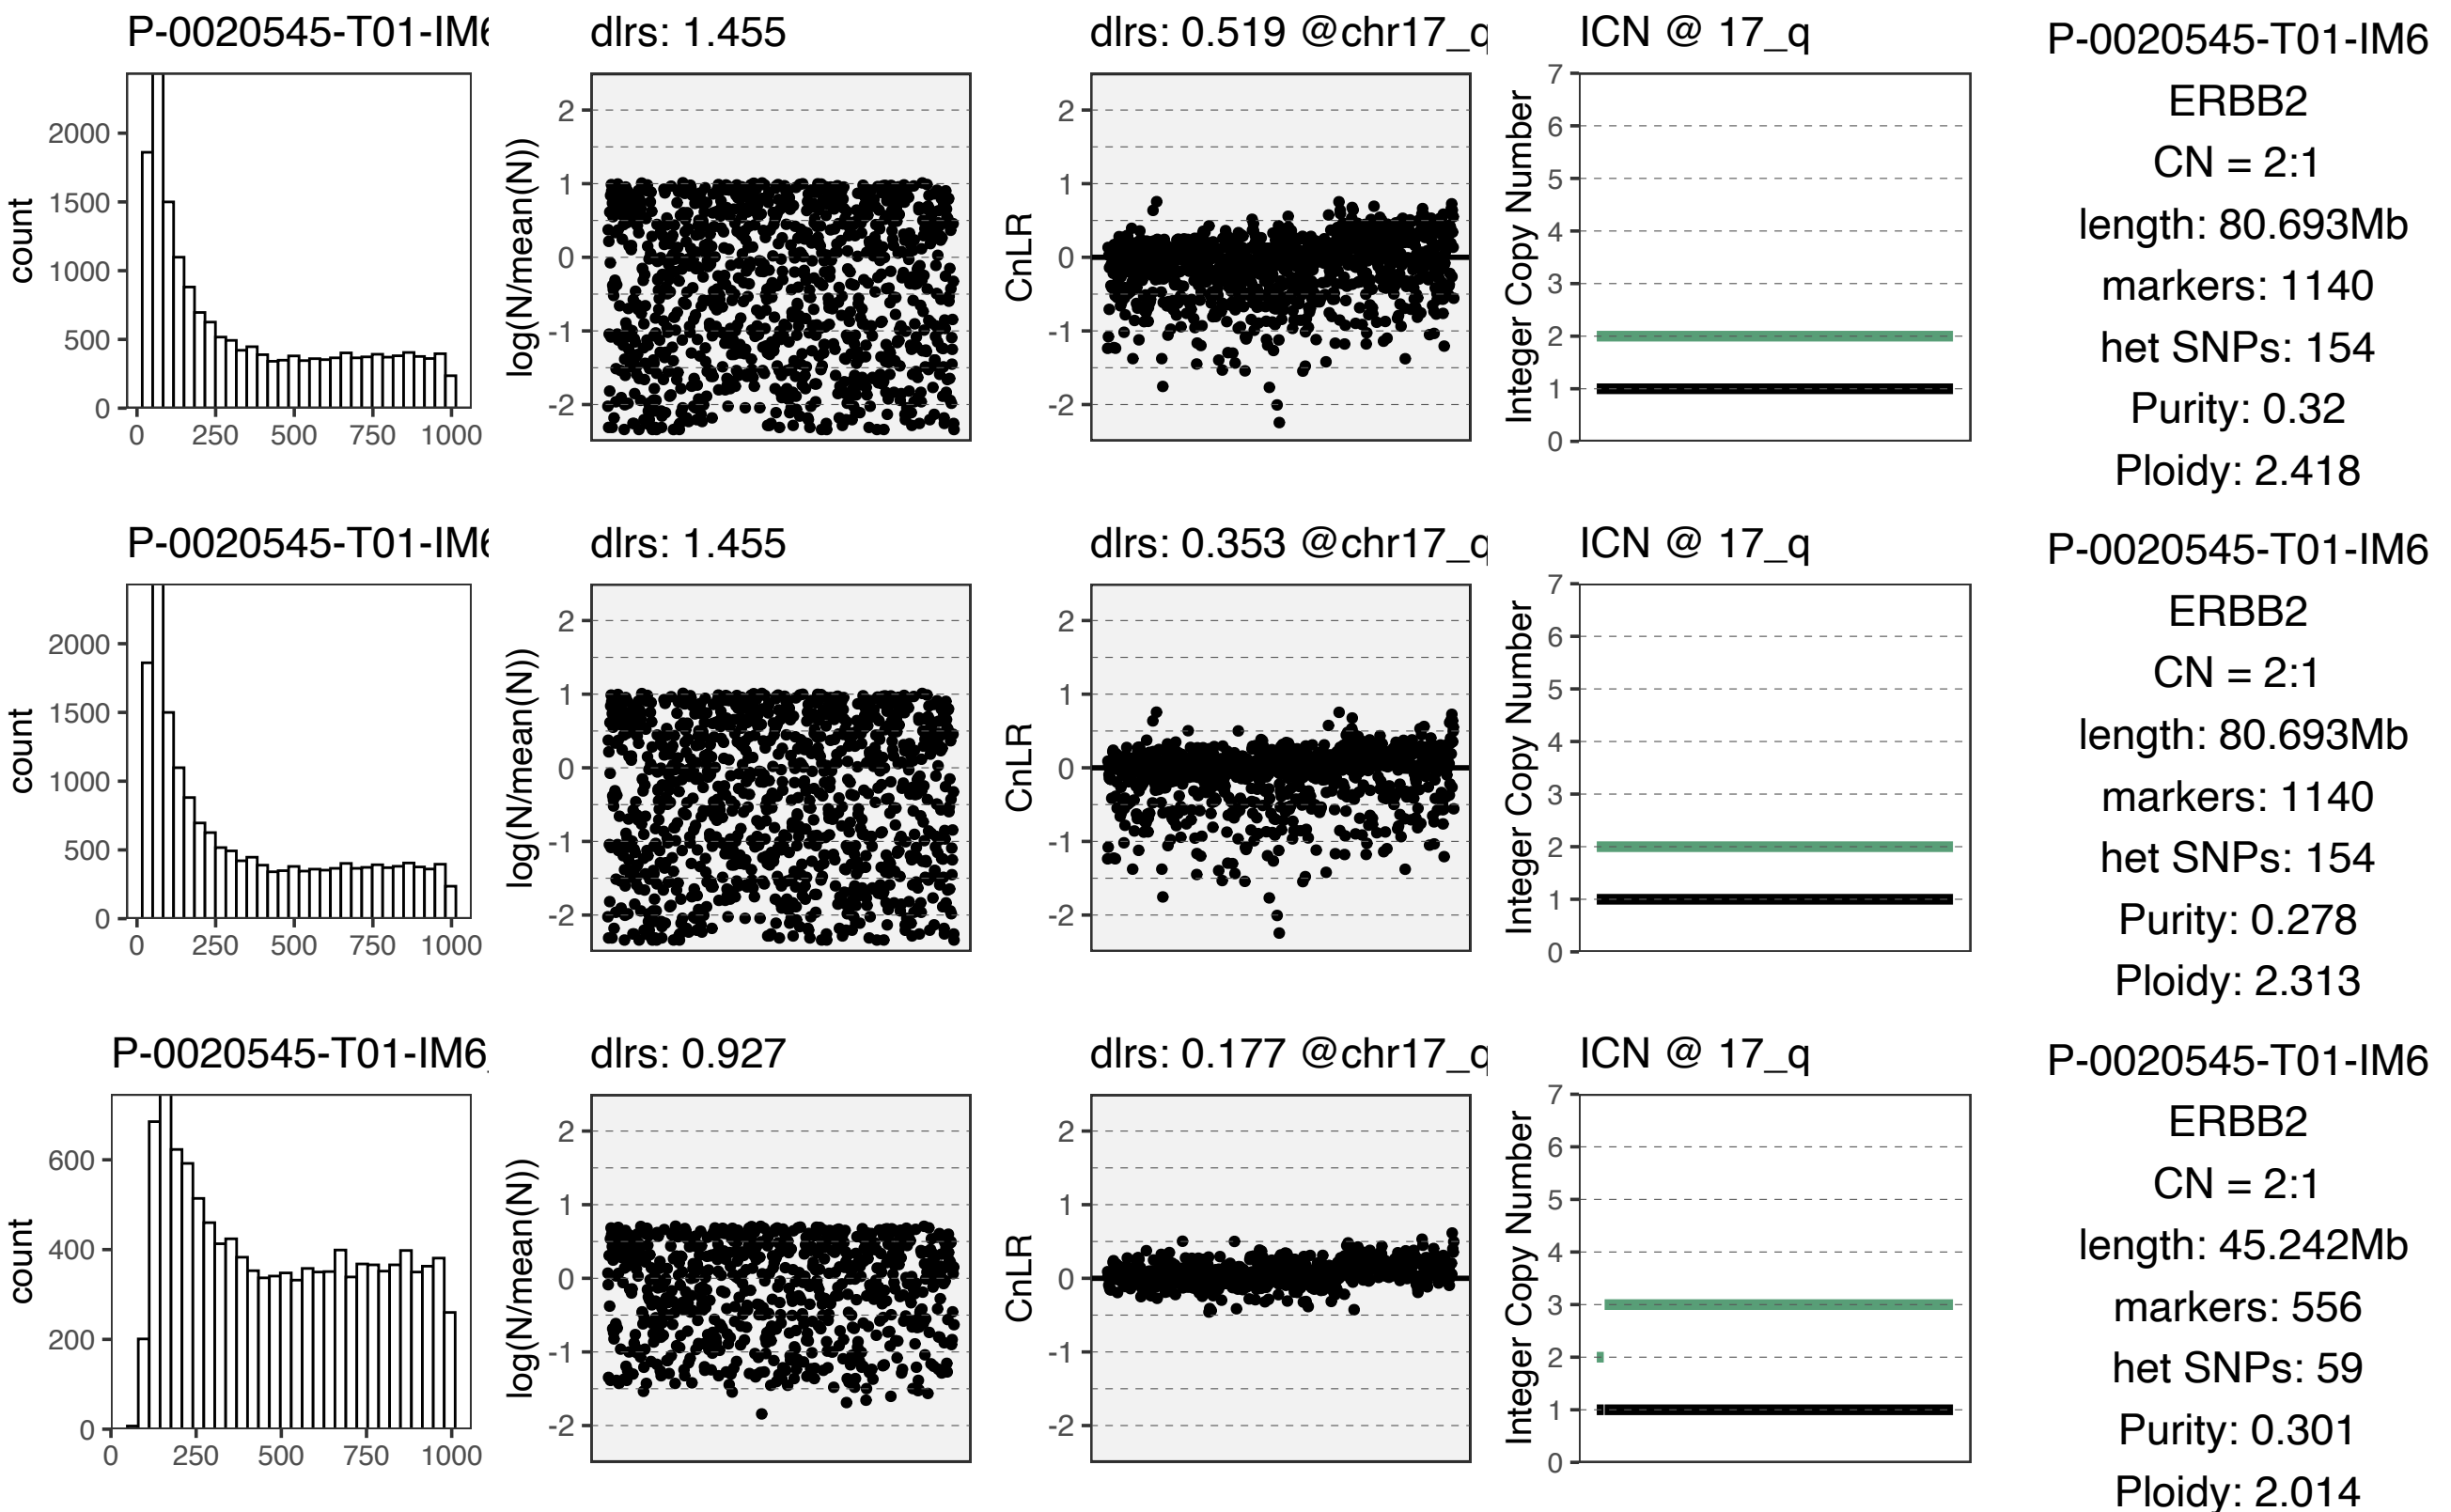 P-0020545-T01-IM6
dlrs: 1.455
dlrs: 0.519 @chr17_q
ICN @ 17_q
P-0020545-T01-IM6
ERBB2
CN = 2:1
length: 80.693Mb
markers: 1140
het SNPs: 154
Purity: 0.32
Ploidy: 2.418
count
2000
1500
1000
500
0
0 250 500 750 1000
log(N/mean(N))
2
1
0
-1
-2
CnLR
2
1
0
-1
-2
Integer Copy Number
7
6
5
4
3
2
1
0
P-0020545-T01-IM6
dlrs: 1.455
dlrs: 0.353 @chr17_q
ICN @ 17_q
P-0020545-T01-IM6
ERBB2
CN = 2:1
length: 80.693Mb
markers: 1140
het SNPs: 154
Purity: 0.278
Ploidy: 2.313
count
2000
1500
1000
500
0
0 250 500 750 1000
log(N/mean(N))
2
1
0
-1
-2
CnLR
2
1
0
-1
-2
Integer Copy Number
7
6
5
4
3
2
1
0
P-0020545-T01-IM6_
dlrs: 0.927
dlrs: 0.177 @chr17_q
ICN @ 17_q
P-0020545-T01-IM6
ERBB2
CN = 2:1
length: 45.242Mb
markers: 556
het SNPs: 59
Purity: 0.301
Ploidy: 2.014
count
600
400
200
0
0 250 500 750 1000
log(N/mean(N))
2
1
0
-1
-2
CnLR
2
1
0
-1
-2
Integer Copy Number
7
6
5
4
3
2
1
0